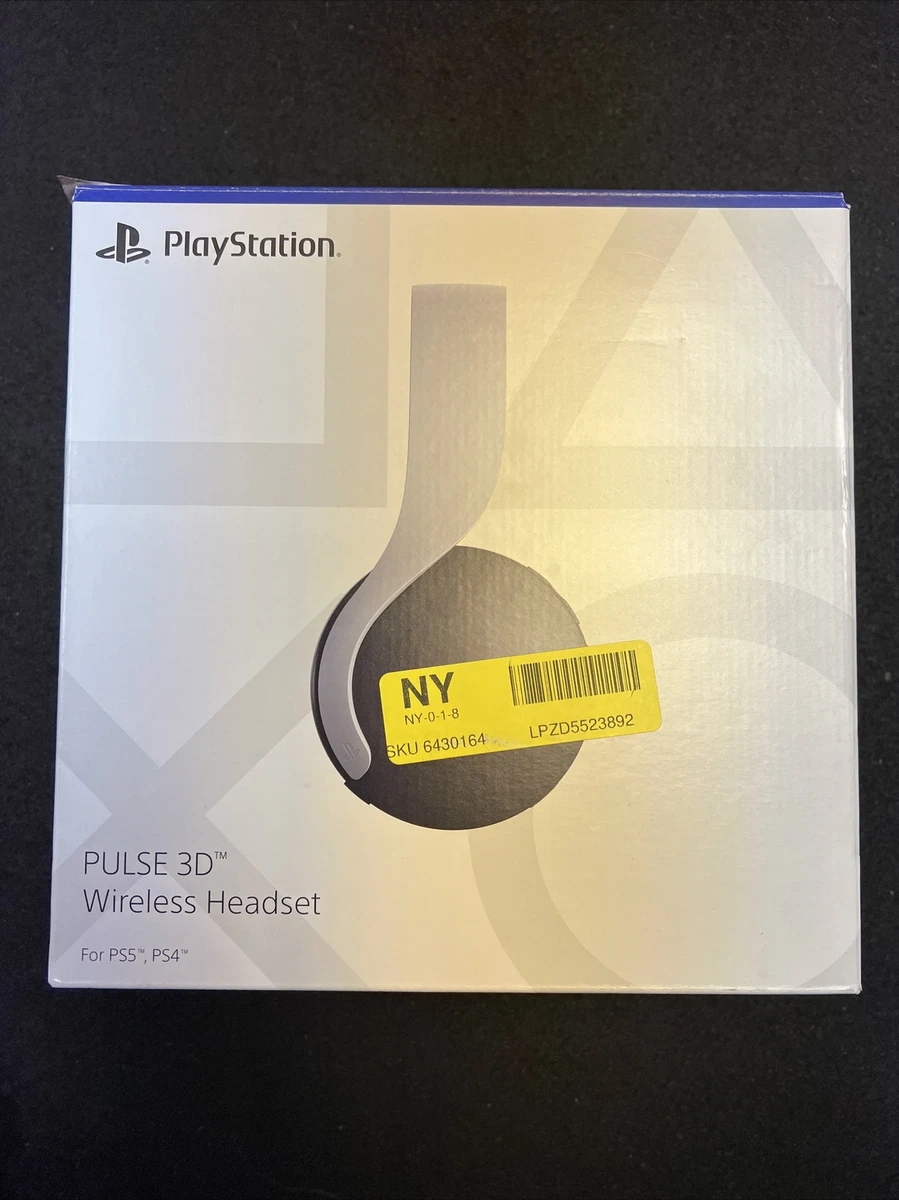 PlayStation®
NY
NY-0-1-8
SKU 6430164
LPZD5523892
PULSE 3D™
Wireless Headset
For PS5™, PS4™